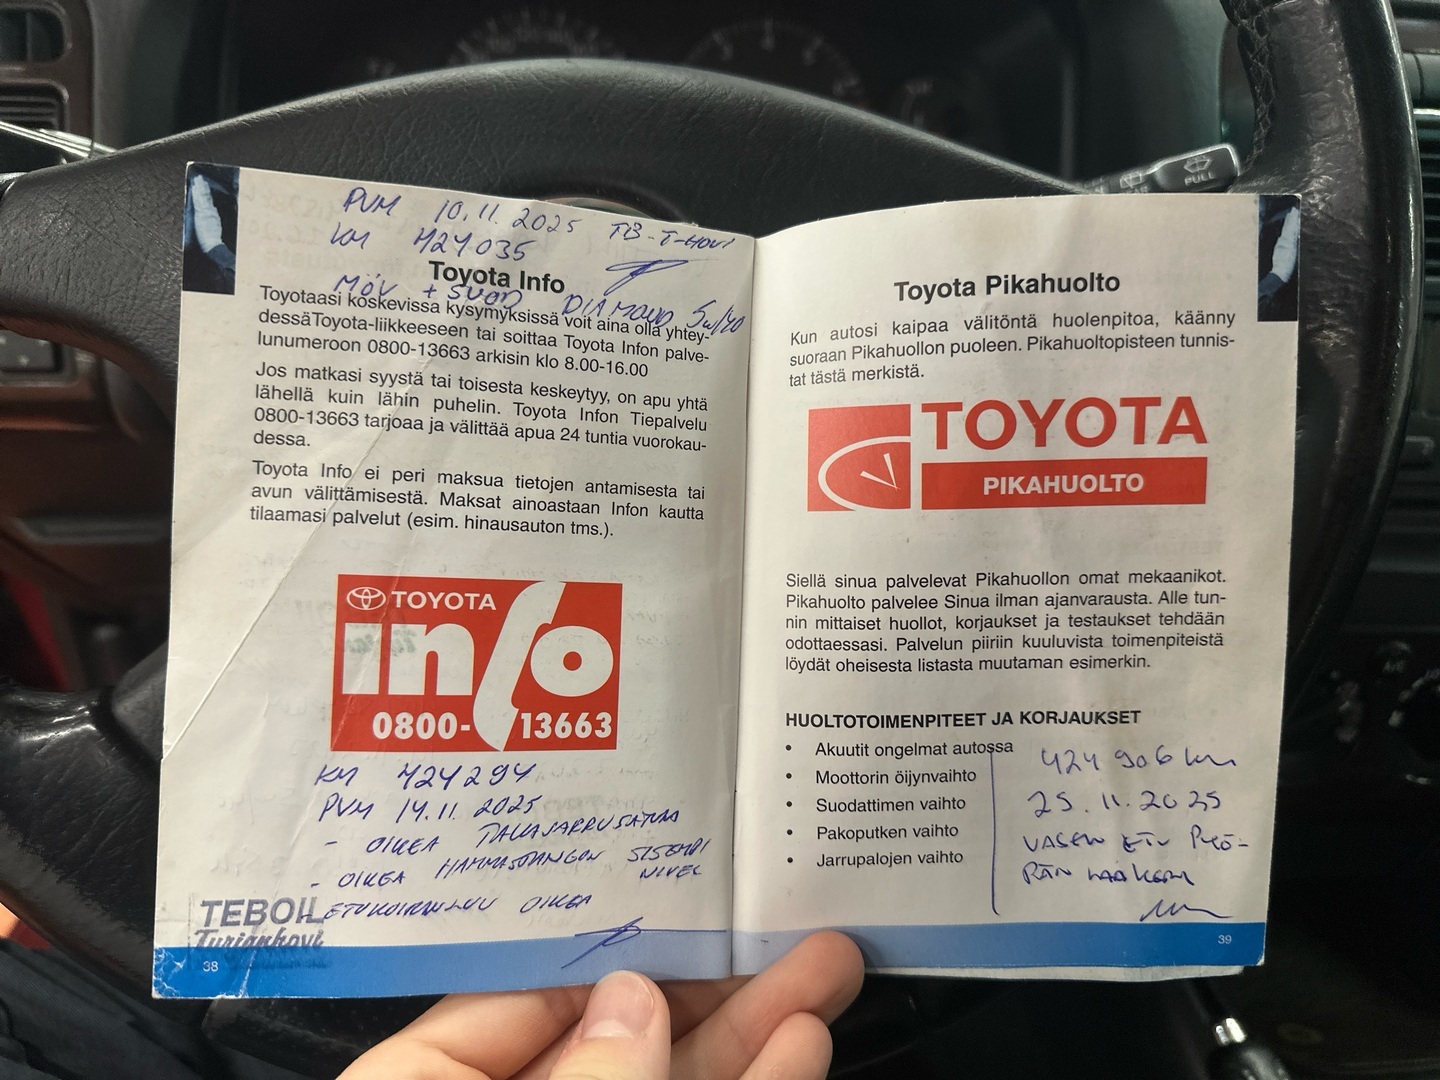 PVM 10.11.2025 TB-T-HOVI
KM 424035
Toyota Info
MÖV + SUOD DIAMOND 5W/40
Toyotaasi koskevissa kysymyksissä voit aina olla yhtey-
dessäToyota-liikkeeseen tai soittaa Toyota Infon palve-
lunumeroon 0800-13663 arkisin klo 8.00-16.00
Jos matkasi syystä tai toisesta keskeytyy, on apu yhtä
lähellä kuin lähin puhelin. Toyota Infon Tiepalvelu
0800-13663 tarjoaa ja välittää apua 24 tuntia vuorokau-
dessa.
Toyota Info ei peri maksua tietojen antamisesta tai
avun välittämisestä. Maksat ainoastaan Infon kautta
tilaamasi palvelut (esim. hinausauton tms.).
TOYOTA
info
0800-13663
KM 424294
PVM 14.11.2025
- OIKEA TAKAJARRUSATULA
- OIKEA HAMMASTANGON SISEMPI
NIVEL
- ETUKOIRANLUU OIKEA
TEBOIL
Turjankovi
38
Toyota Pikahuolto
Kun autosi kaipaa välitöntä huolenpitoa, käänny
suoraan Pikahuollon puoleen. Pikahuoltopisteen tunnis-
tat tästä merkistä.
TOYOTA
PIKAHUOLTO
Siellä sinua palvelevat Pikahuollon omat mekaanikot.
Pikahuolto palvelee Sinua ilman ajanvarausta. Alle tun-
nin mittaiset huollot, korjaukset ja testaukset tehdään
odottaessasi. Palvelun piiriin kuuluvista toimenpiteistä
löydät oheisesta listasta muutaman esimerkin.
HUOLTOTOIMENPITEET JA KORJAUKSET
• Akuutit ongelmat autossa
• Moottorin öijynvaihto
• Suodattimen vaihto
• Pakoputken vaihto
• Jarrupalojen vaihto
424 906 km
25.11.2025
VASEN ETU PYÖ-
RÄN LAAKERI
39
PULL